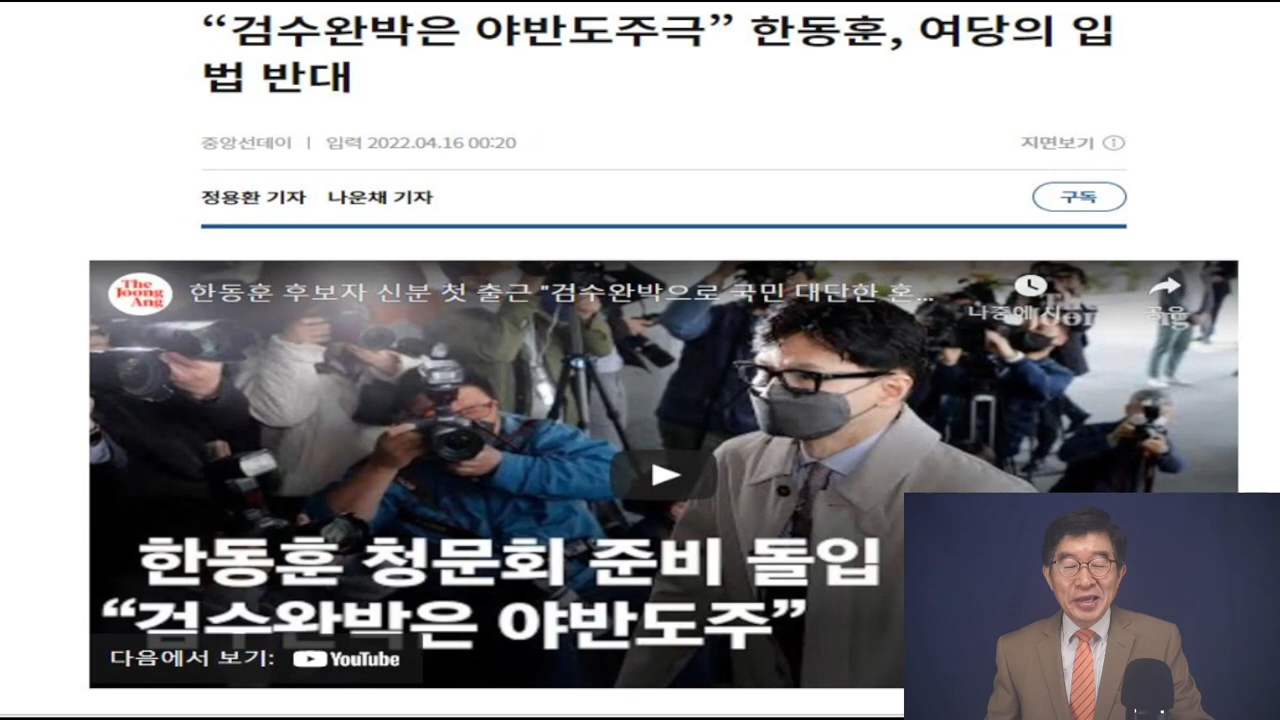 “검수완박은 야반도주극” 한동훈, 여당의 입
법 반대
중앙선데이 | 입력 2022.04.16 00:20
지면보기
정용환 기자 나운채 기자
구독
The
Joong
Ang
한동훈 후보자 신분 첫 출근 "검수완박으로 국민 대단한 혼...
나중에 시...
공유
한동훈 청문회 준비 돌입
“검수완박은 야반도주”
다음에서 보기: YouTube